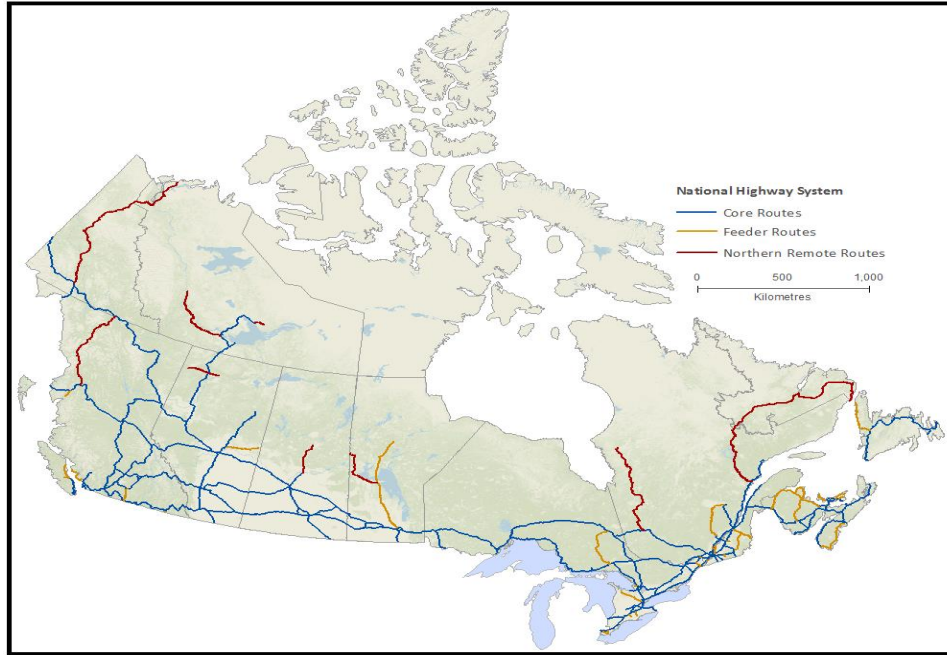 National Highway System
Core Routes
Feeder Routes
Northern Remote Routes
0 500 1,000
Kilometres